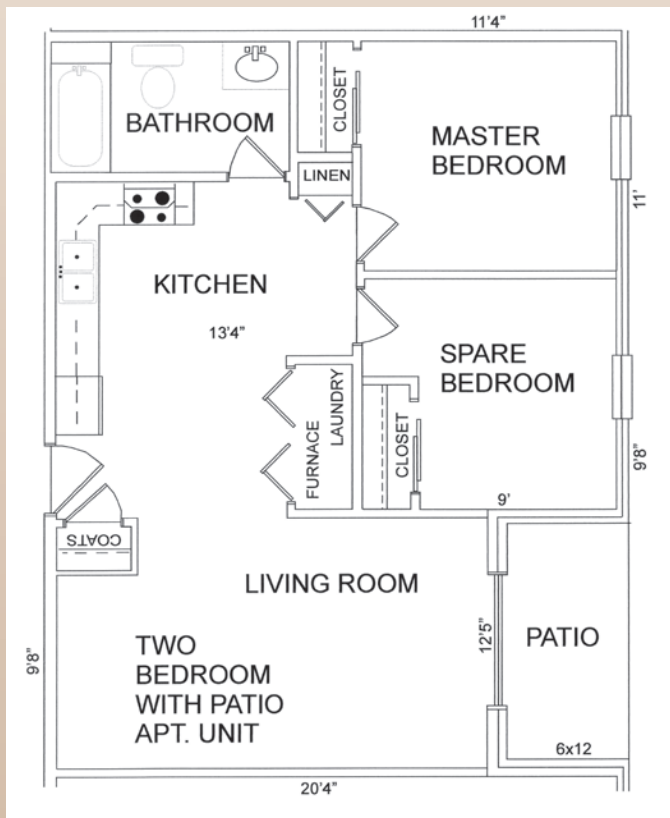 11'4"
BATHROOM
CLOSET
MASTER
BEDROOM
LINEN
11'
KITCHEN
13'4"
SPARE
BEDROOM
FURNACE
LAUNDRY
CLOSET
9'8"
9'
COATS
LIVING ROOM
12'5"
PATIO
9'8"
TWO
BEDROOM
WITH PATIO
APT. UNIT
6x12
20'4"